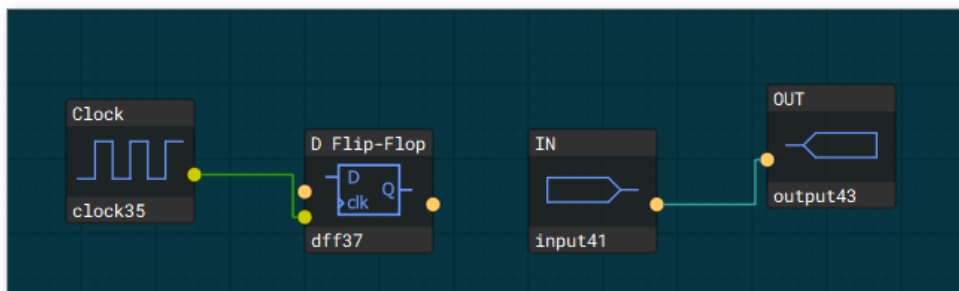 Clock
clock35
D Flip-Flop
D
Q
clk
dff37
IN
input41
OUT
output43